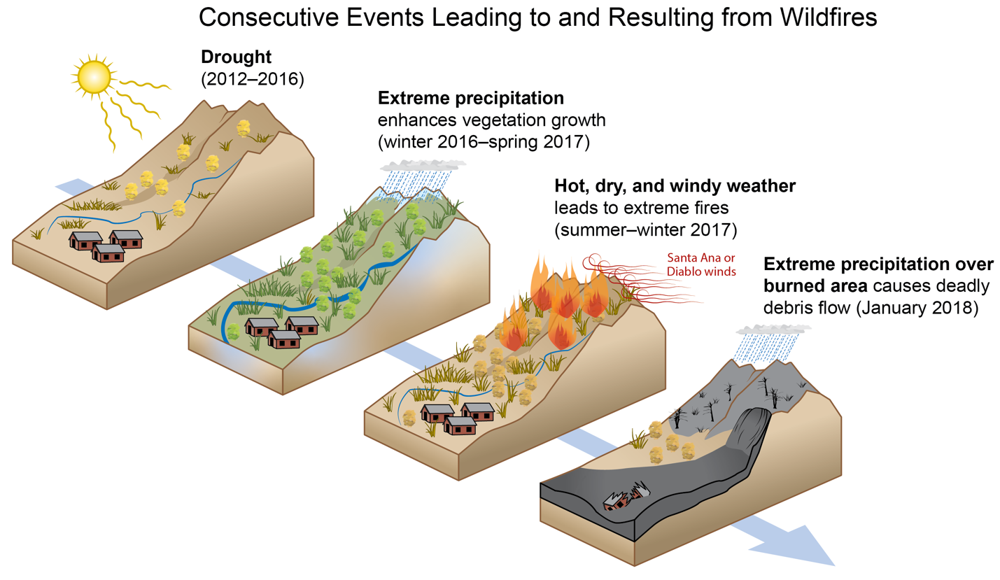 Consecutive Events Leading to and Resulting from Wildfires
Drought
(2012–2016)
Extreme precipitation
enhances vegetation growth
(winter 2016–spring 2017)
Hot, dry, and windy weather
leads to extreme fires
(summer–winter 2017)
Santa Ana or
Diablo winds
Extreme precipitation over
burned area causes deadly
debris flow (January 2018)